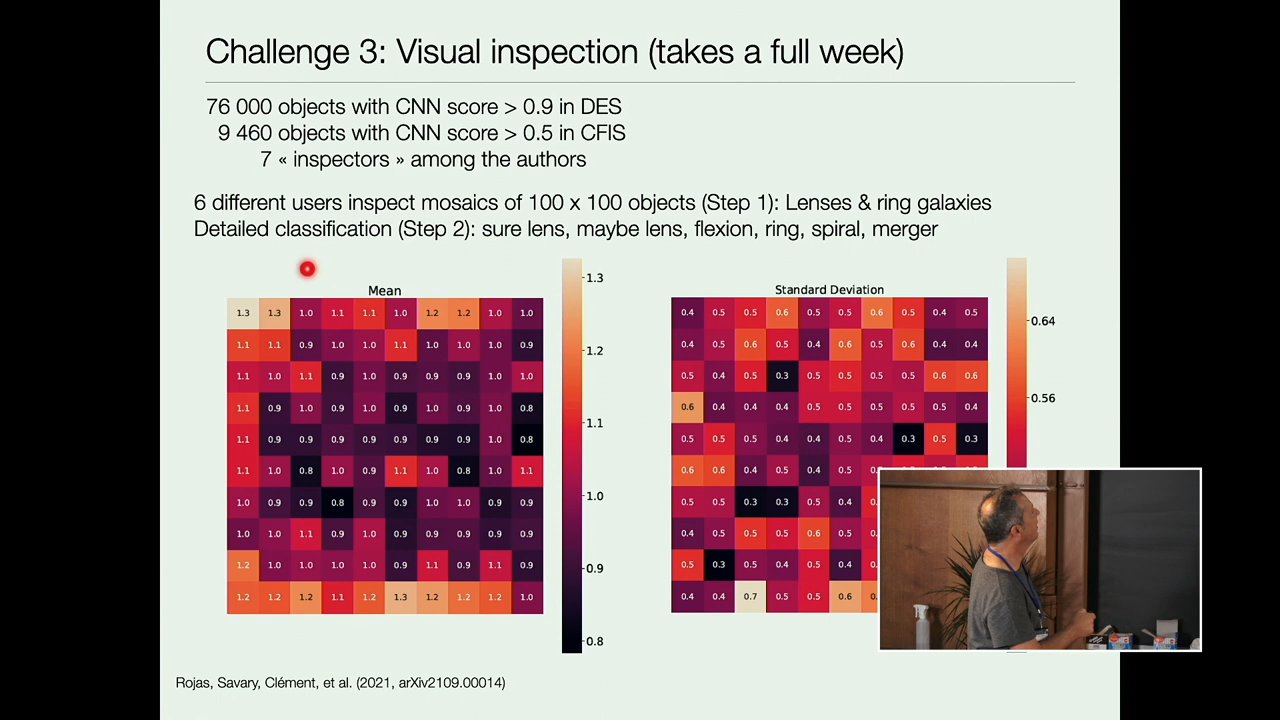 Challenge 3: Visual inspection (takes a full week)
76 000 objects with CNN score > 0.9 in DES
9 460 objects with CNN score > 0.5 in CFIS
7 « inspectors » among the authors
6 different users inspect mosaics of 100 x 100 objects (Step 1): Lenses & ring galaxies
Detailed classification (Step 2): sure lens, maybe lens, flexion, ring, spiral, merger
Mean
1.3 1.3 1.0 1.1 1.1 1.0 1.2 1.2 1.0 1.0
1.1 1.1 0.9 1.0 1.0 1.1 1.0 1.0 1.0 0.9
1.1 1.0 1.1 0.9 1.0 0.9 0.9 0.9 1.0 1.0
1.1 0.9 1.0 0.9 1.0 0.9 1.0 0.9 1.0 0.8
1.1 0.9 0.9 0.9 0.9 0.9 0.9 0.9 1.0 0.8
1.1 1.0 0.8 1.0 0.9 1.1 1.0 0.8 1.0 1.1
1.0 0.9 0.9 0.8 0.9 0.9 1.0 1.0 0.9 0.9
1.0 1.0 1.1 0.9 1.0 0.9 0.9 0.9 0.9 0.9
1.2 1.0 1.0 1.0 1.0 0.9 1.1 0.9 1.1 0.9
1.2 1.2 1.2 1.1 1.2 1.3 1.2 1.2 1.2 1.0
1.3
1.2
1.1
1.0
0.9
0.8
Standard Deviation
0.4 0.5 0.5 0.6 0.5 0.5 0.6 0.5 0.4 0.5
0.4 0.5 0.6 0.5 0.4 0.6 0.5 0.6 0.4 0.4
0.5 0.4 0.5 0.3 0.4 0.5 0.5 0.5 0.6 0.6
0.6 0.4 0.4 0.4 0.5 0.5 0.5 0.5 0.5 0.4
0.5 0.5 0.4 0.4 0.4 0.5 0.4 0.3 0.5 0.3
0.6 0.6 0.4 0.5 0.4 0.5
0.5 0.5 0.3 0.3 0.5 0.4
0.4 0.5 0.5 0.5 0.6 0.5
0.5 0.3 0.5 0.4 0.5 0.4
0.4 0.4 0.7 0.5 0.5 0.6
0.64
0.56
Rojas, Savary, Clément, et al. (2021, arXiv2109.00014)